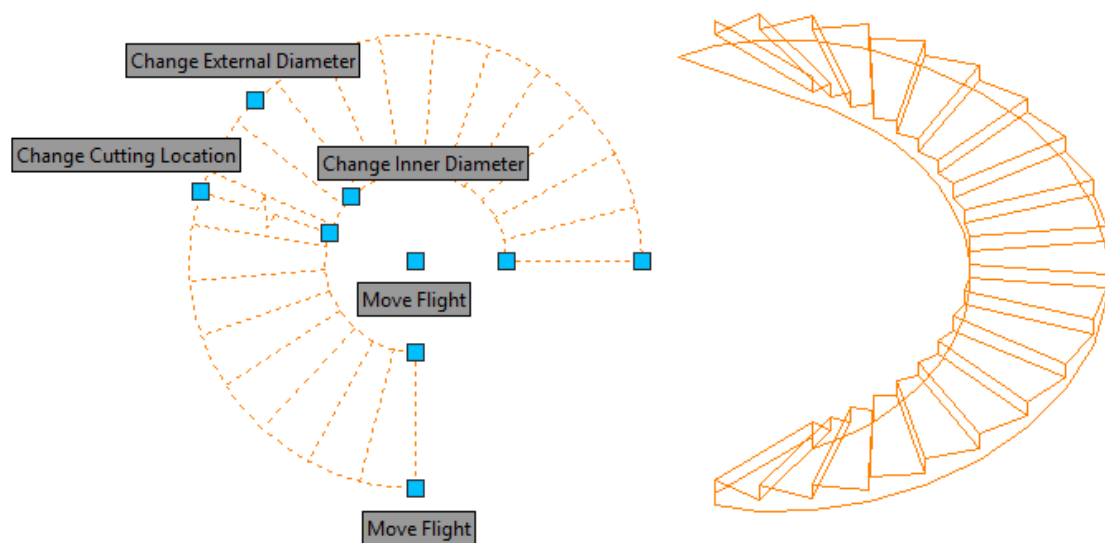 Change External Diameter
Change Cutting Location
Change Inner Diameter
Move Flight
Move Flight